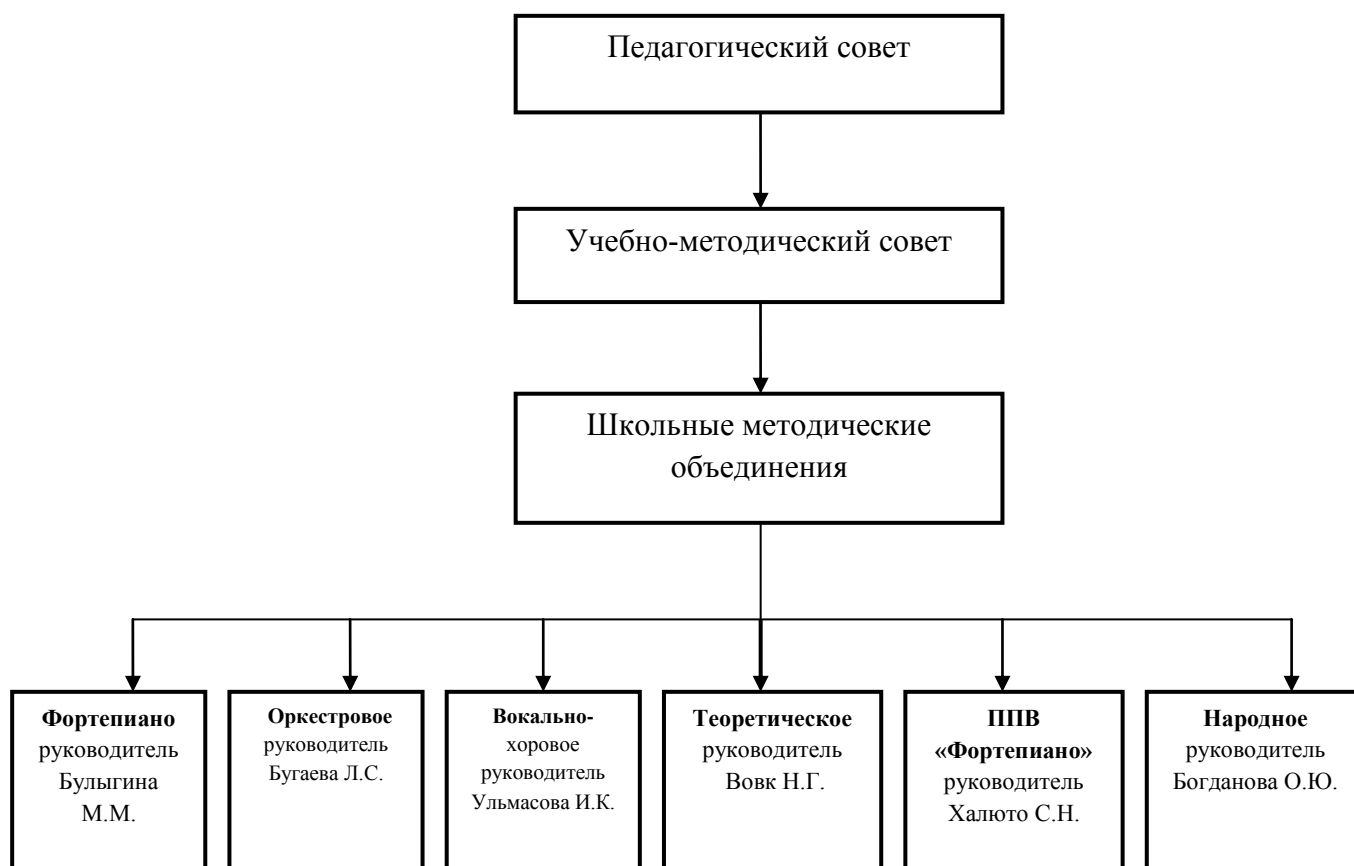 Педагогический совет
Учебно-методический совет
Школьные методические
объединения
Фортепиано
руководитель
Булыгина
М.М.
Оркестровое
руководитель
Бугаева Л.С.
Вокально-
хоровое
руководитель
Ульмасова И.К.
Теоретическое
руководитель
Вовк Н.Г.
ППВ
«Фортепиано»
руководитель
Халюто С.Н.
Народное
руководитель
Богданова О.Ю.